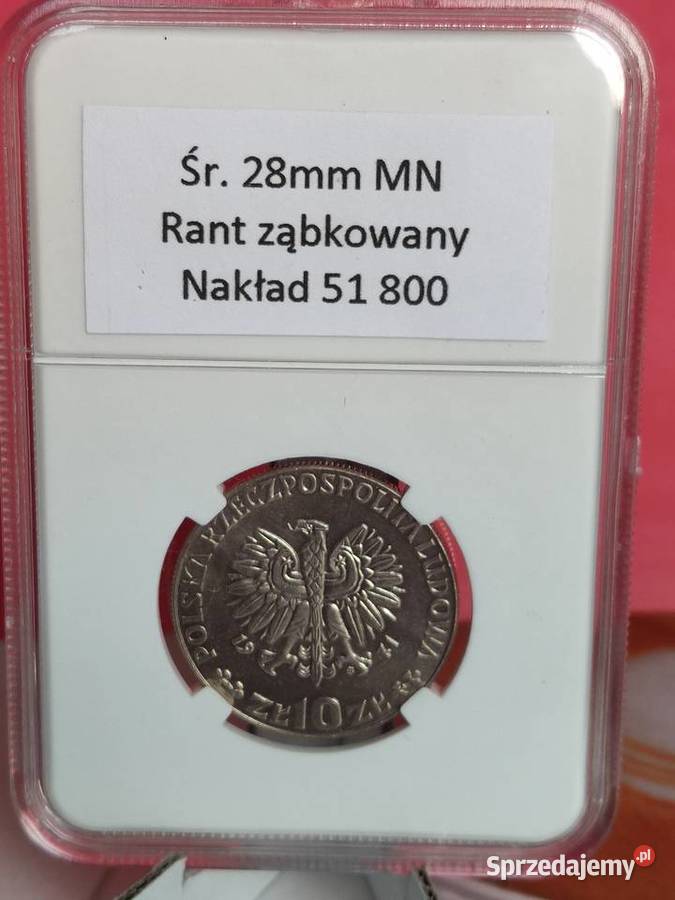 Śr. 28mm MN
Rant ząbkowany
Nakład 51 800
POLSKA RZECZPOSPOLITA LUDOWA
19 71
ZŁ 10 ZŁ
Sprzedajemy.pl